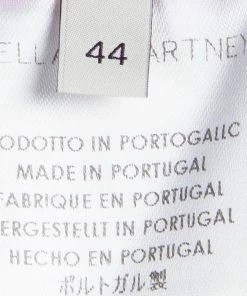 44
ELLA McCARTNEY
ODOTTO IN PORTOGALLO
MADE IN PORTUGAL
FABRIQUE EN PORTUGAL
ERGESTELLT IN PORTUGAL
HECHO EN PORTUGAL
ポルトガル製